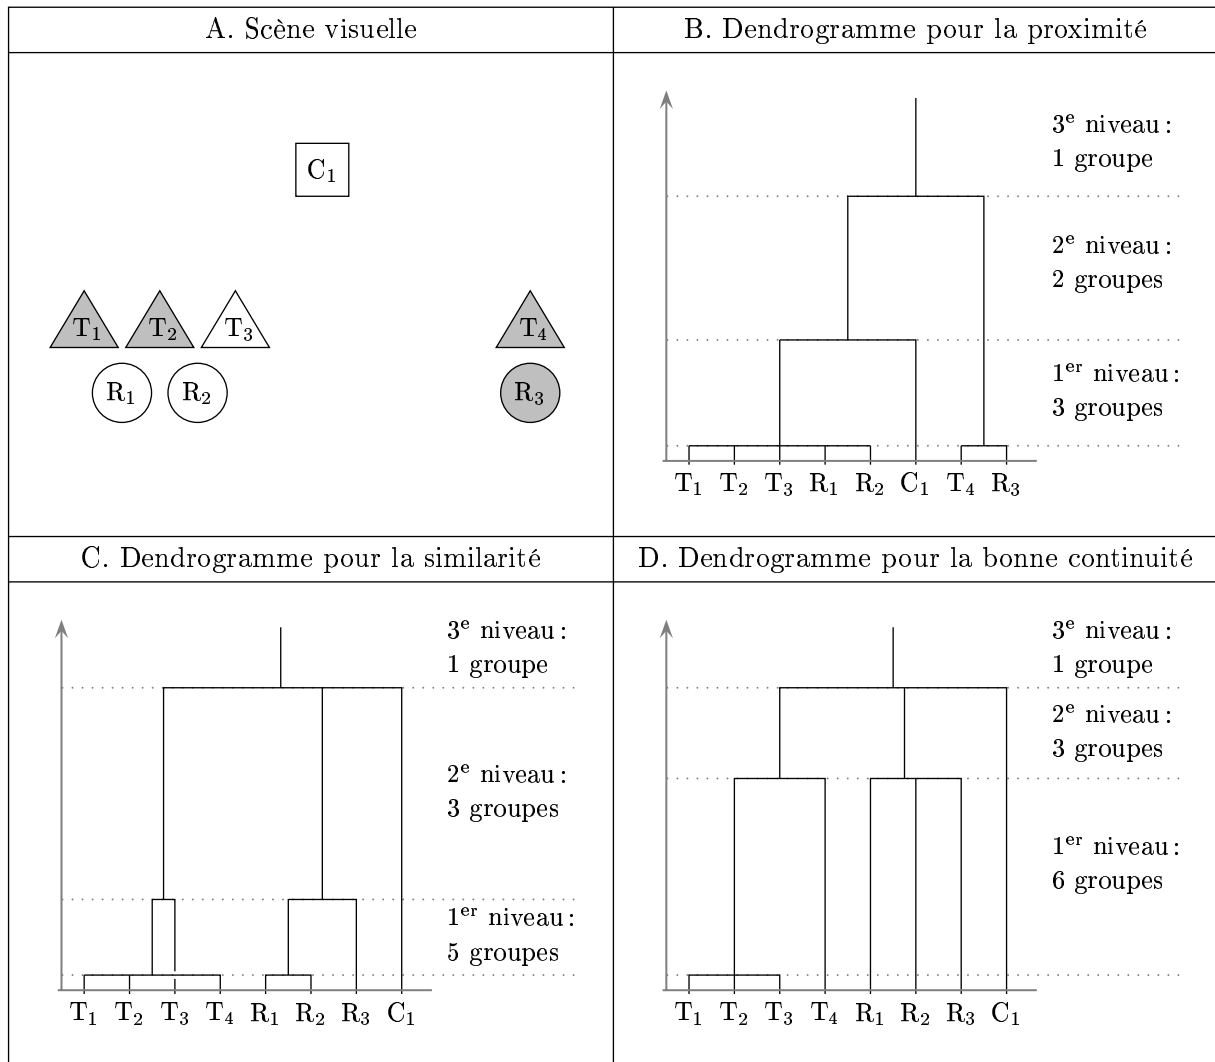 A. Scène visuelle
C₁
T₁ T₂ T₃ T₄
R₁ R₂ R₃
B. Dendrogramme pour la proximité
3ᵉ niveau :
1 groupe
2ᵉ niveau :
2 groupes
1ᵉʳ niveau :
3 groupes
T₁ T₂ T₃ R₁ R₂ C₁ T₄ R₃
C. Dendrogramme pour la similarité
3ᵉ niveau :
1 groupe
2ᵉ niveau :
3 groupes
1ᵉʳ niveau :
5 groupes
T₁ T₂ T₃ T₄ R₁ R₂ R₃ C₁
D. Dendrogramme pour la bonne continuité
3ᵉ niveau :
1 groupe
2ᵉ niveau :
3 groupes
1ᵉʳ niveau :
6 groupes
T₁ T₂ T₃ T₄ R₁ R₂ R₃ C₁